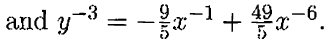 and $y^{-3} = -\frac{9}{5}x^{-1} + \frac{49}{5}x^{-6}$.